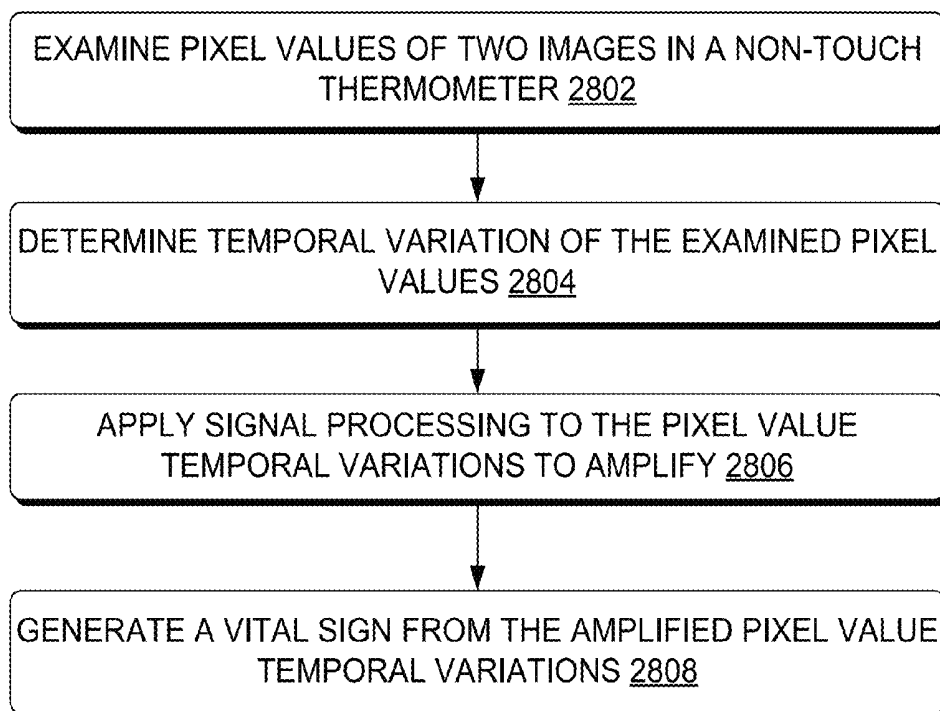 EXAMINE PIXEL VALUES OF TWO IMAGES IN A NON-TOUCH
THERMOMETER 2802
DETERMINE TEMPORAL VARIATION OF THE EXAMINED PIXEL
VALUES 2804
APPLY SIGNAL PROCESSING TO THE PIXEL VALUE
TEMPORAL VARIATIONS TO AMPLIFY 2806
GENERATE A VITAL SIGN FROM THE AMPLIFIED PIXEL VALUE
TEMPORAL VARIATIONS 2808